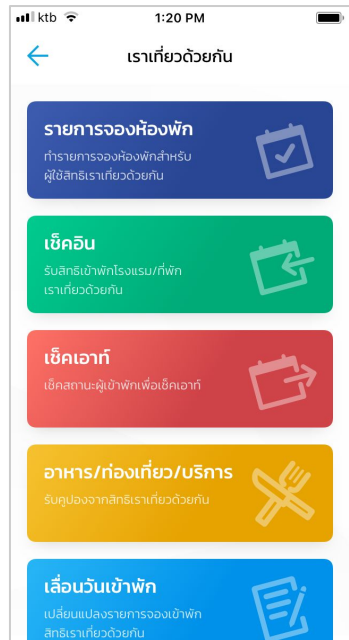 ktb 1:20 PM
เราเที่ยวด้วยกัน
รายการจองห้องพัก
ทำรายการจองห้องพักสำหรับ
ผู้ใช้สิทธิเราเที่ยวด้วยกัน
เช็คอิน
รับสิทธิเข้าพักโรงแรม/ที่พัก
เราเที่ยวด้วยกัน
เช็คเอาท์
เช็คสถานะผู้เข้าพักเพื่อเช็คเอาท์
อาหาร/ท่องเที่ยว/บริการ
รับคูปองจากสิทธิเราเที่ยวด้วยกัน
เลื่อนวันเข้าพัก
เปลี่ยนแปลงรายการจองเข้าพัก
สิทธิเราเที่ยวด้วยกัน